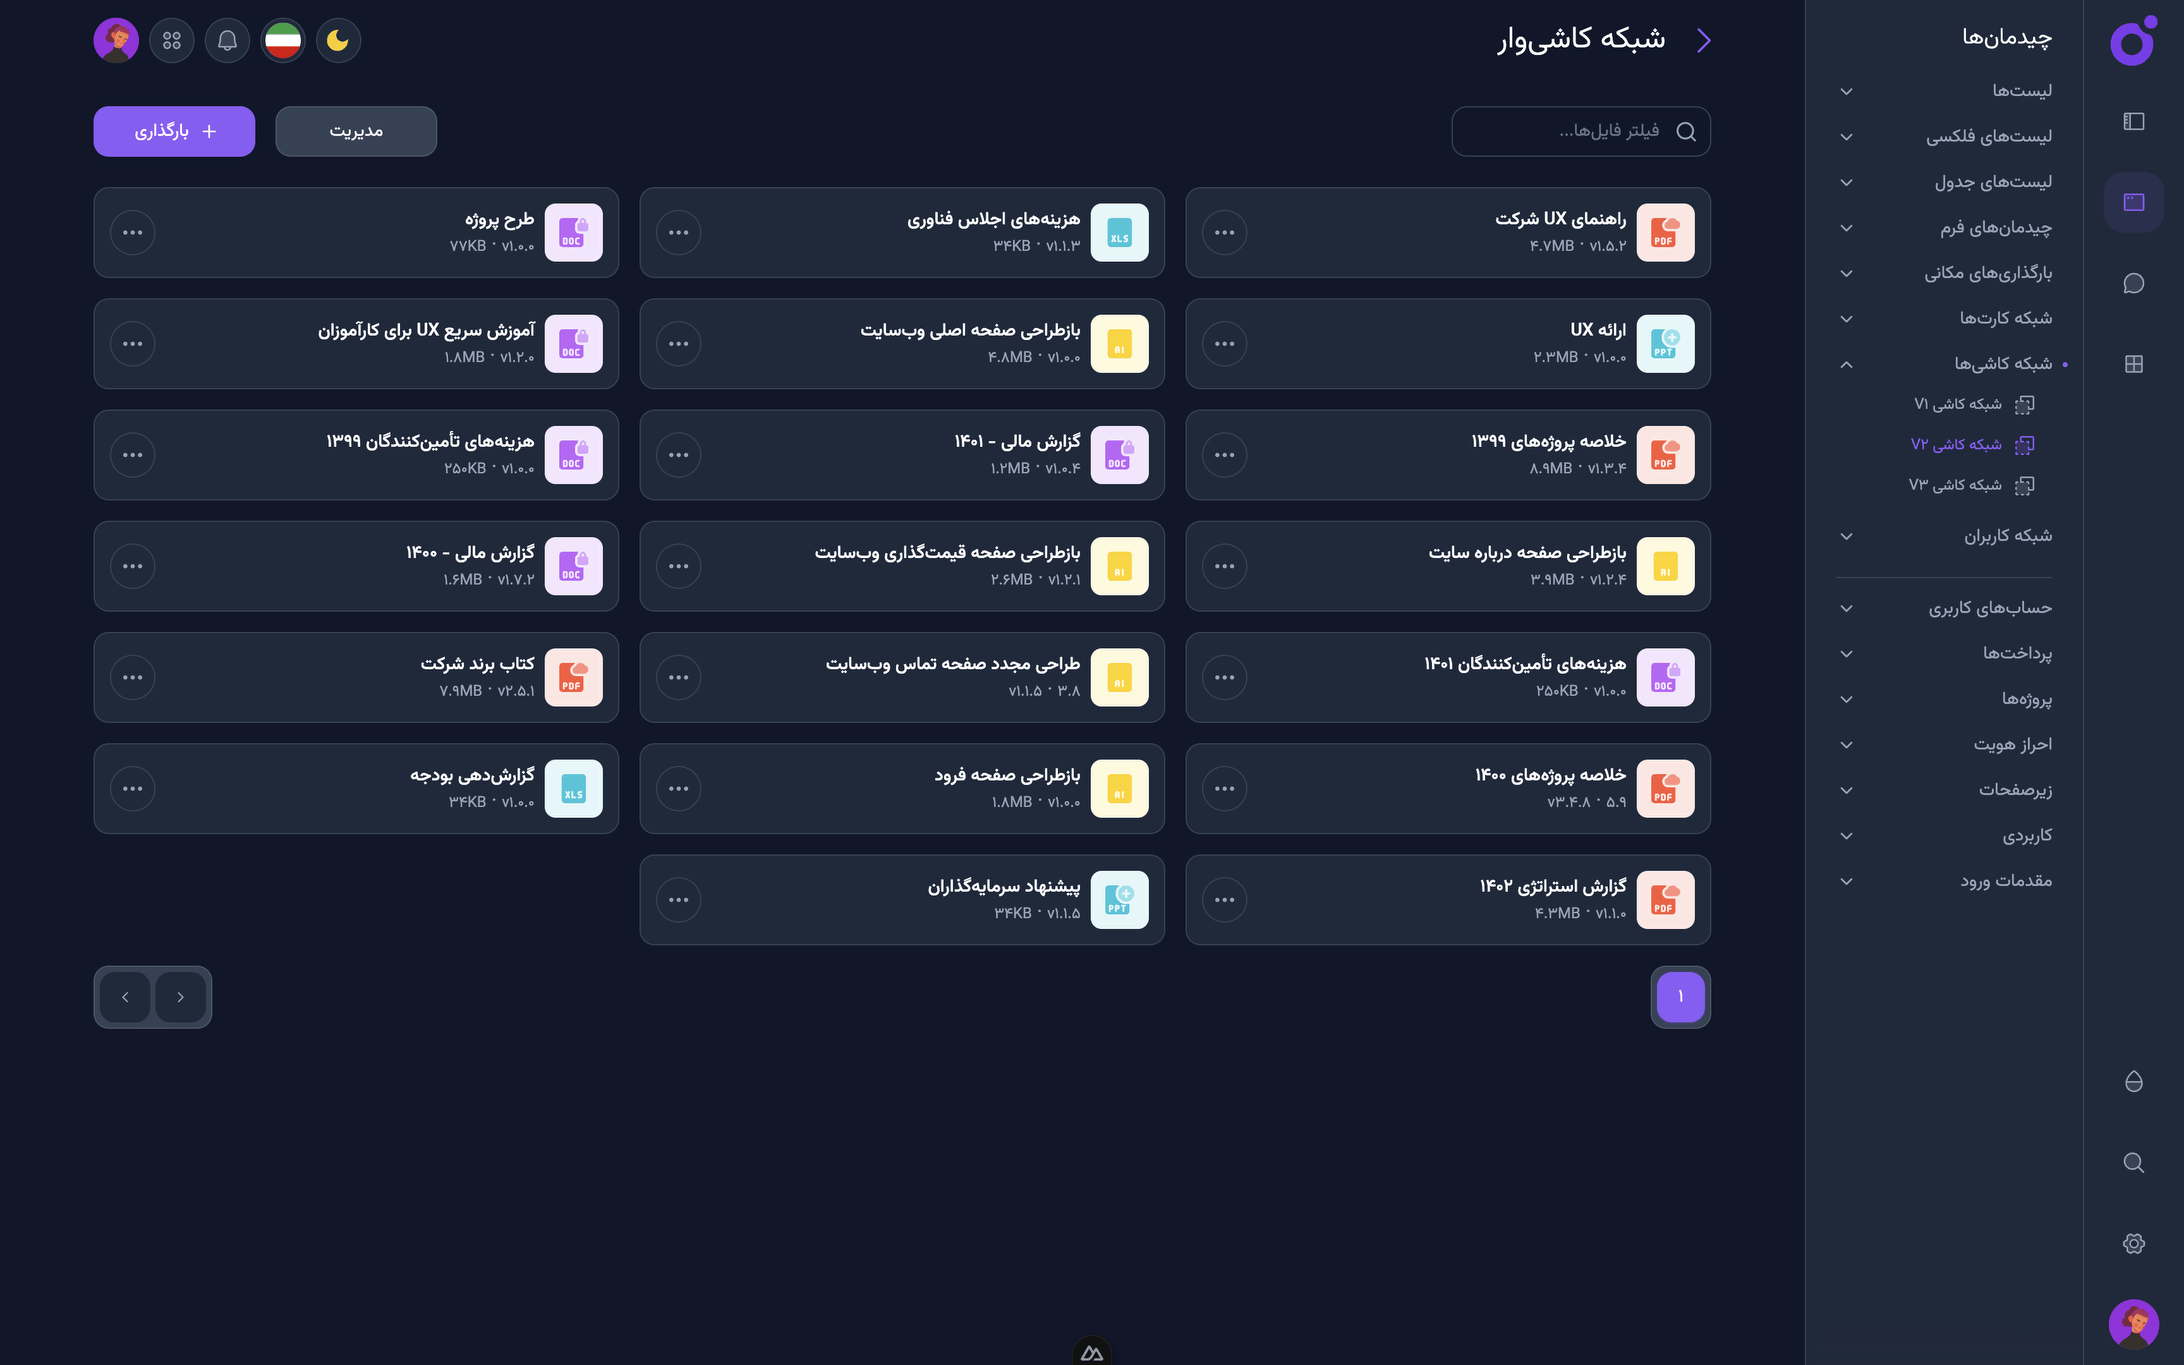 چیدمان‌ها
لیست‌ها
لیست‌های فلکسی
لیست‌های جدول
چیدمان‌های فرم
بارگذاری‌های مکانی
شبکه کارت‌ها
شبکه کاشی‌ها
شبکه کاشی V۱
شبکه کاشی V۲
شبکه کاشی V۳
شبکه کاربران
حساب‌های کاربری
پرداخت‌ها
پروژه‌ها
احراز هویت
زیرصفحات
کاربردی
مقدمات ورود
شبکه کاشی‌وار
فیلتر فایل‌ها...
مدیریت
بارگذاری
PDF
راهنمای UX شرکت
۴.۷MB · v۱.۵.۲
XLS
هزینه‌های اجلاس فناوری
۳۴KB · v۱.۱.۳
DOC
طرح پروژه
۷۷KB · v۱.۰.۰
PPT
ارائه UX
۲.۳MB · v۱.۰.۰
AI
بازطراحی صفحه اصلی وب‌سایت
۴.۸MB · v۱.۰.۰
DOC
آموزش سریع UX برای کارآموزان
۱.۸MB · v۱.۲.۰
PDF
خلاصه پروژه‌های ۱۳۹۹
۸.۹MB · v۱.۳.۴
DOC
گزارش مالی - ۱۴۰۱
۱.۲MB · v۱.۰.۴
DOC
هزینه‌های تأمین‌کنندگان ۱۳۹۹
۲۵۰KB · v۱.۰.۰
AI
بازطراحی صفحه درباره سایت
۳.۹MB · v۱.۲.۴
AI
بازطراحی صفحه قیمت‌گذاری وب‌سایت
۲.۶MB · v۱.۲.۱
DOC
گزارش مالی - ۱۴۰۰
۱.۶MB · v۱.۷.۲
DOC
هزینه‌های تأمین‌کنندگان ۱۴۰۱
۲۵۰KB · v۱.۰.۰
AI
طراحی مجدد صفحه تماس وب‌سایت
۳.۸ · v۱.۱.۵
PDF
کتاب برند شرکت
۷.۹MB · v۲.۵.۱
PDF
خلاصه پروژه‌های ۱۴۰۰
۵.۹ · v۳.۴.۸
AI
بازطراحی صفحه فرود
۱.۸MB · v۱.۰.۰
XLS
گزارش‌دهی بودجه
۳۴KB · v۱.۰.۰
PDF
گزارش استراتژی ۱۴۰۲
۴.۳MB · v۱.۱.۰
PPT
پیشنهاد سرمایه‌گذاران
۳۴KB · v۱.۱.۵
۱